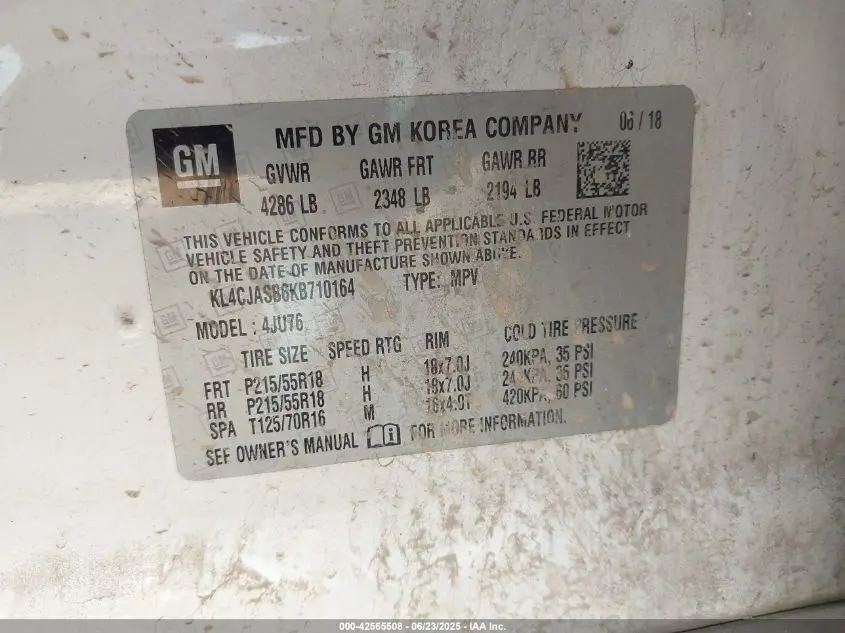 GM
MFD BY GM KOREA COMPANY 06 / 18
GVWR GAWR FRT GAWR RR
4286 LB 2348 LB 2194 LB
THIS VEHICLE CONFORMS TO ALL APPLICABLE U.S. FEDERAL MOTOR
VEHICLE SAFETY AND THEFT PREVENTION STANDARDS IN EFFECT
ON THE DATE OF MANUFACTURE SHOWN ABOVE.
KL4CJASB6KB710164 TYPE: MPV
MODEL : 4JU76
TIRE SIZE SPEED RTG RIM COLD TIRE PRESSURE
FRT P215/55R18 H 18x7.0J 240KPA, 35 PSI
RR P215/55R18 H 18x7.0J 240KPA, 35 PSI
SPA T125/70R16 M 16x4.0T 420KPA, 60 PSI
SEE OWNER'S MANUAL FOR MORE INFORMATION.
000-42565508 - 06/23/2025 - IAA Inc.